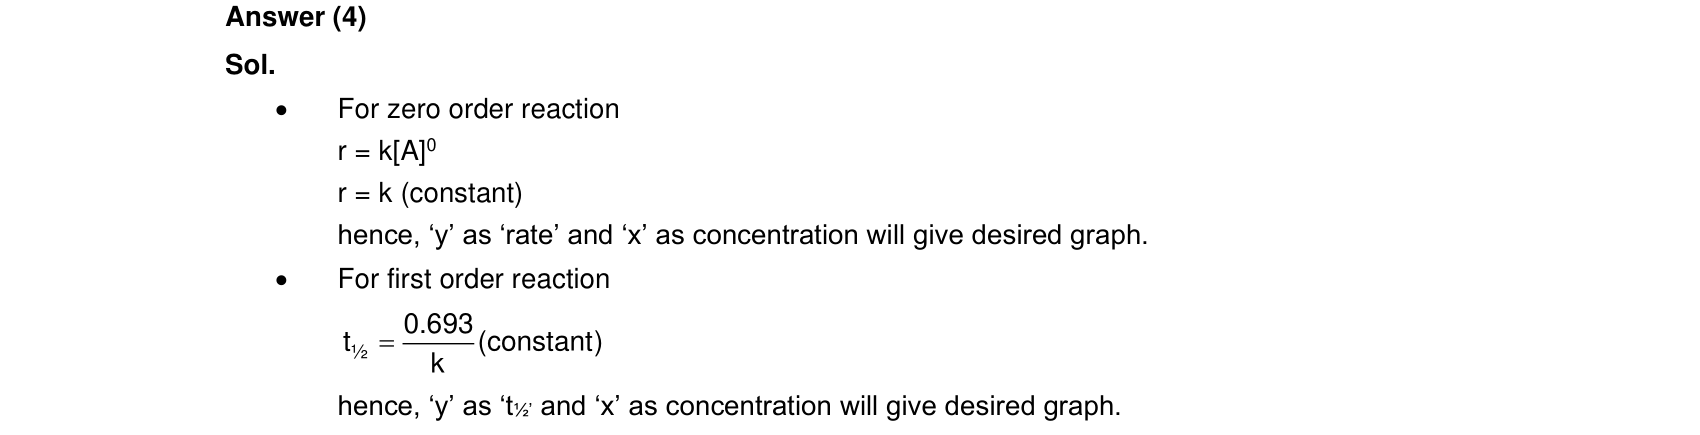 Answer (4)
Sol.
• For zero order reaction
r = k[A]⁰
r = k (constant)
hence, ‘y’ as ‘rate’ and ‘x’ as concentration will give desired graph.
• For first order reaction
t½ = 0.693/k (constant)
hence, ‘y’ as ‘t½’ and ‘x’ as concentration will give desired graph.